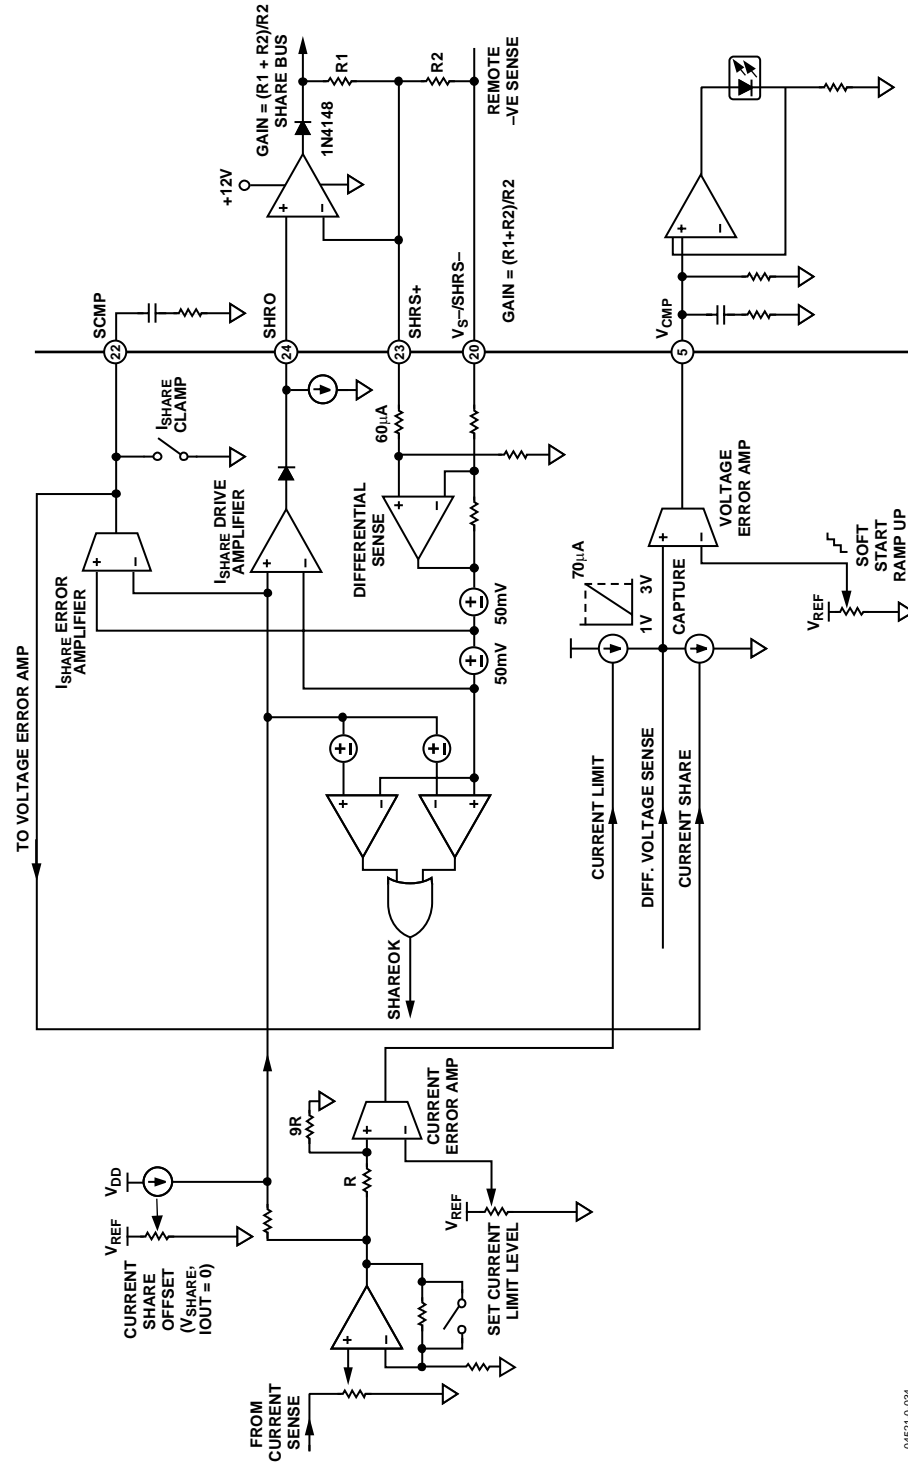 FROM
CURRENT
SENSE
CURRENT
SHARE
OFFSET
(VSHARE,
IOUT = 0)
VREF
VDD
+
–
R
9R
+
–
CURRENT
ERROR AMP
VREF
SET CURRENT
LIMIT LEVEL
TO VOLTAGE ERROR AMP
SHAREOK
+
–
–
+
+–
+–
+–
50mV
+–
50mV
ISHARE ERROR
AMPLIFIER
+
–
ISHARE DRIVE
AMPLIFIER
+
–
ISHARE
CLAMP
DIFFERENTIAL
SENSE
+
–
60µA
22
SCMP
24
SHRO
23
SHRS+
20
VS–/SHRS–
+12V
+
–
1N4148
GAIN = (R1 + R2)/R2
SHARE BUS
R1
R2
REMOTE
–VE SENSE
GAIN = (R1+R2)/R2
CURRENT LIMIT
DIFF. VOLTAGE SENSE
CURRENT SHARE
70µA
1V 3V
CAPTURE
+
–
VOLTAGE
ERROR AMP
VREF
SOFT
START
RAMP UP
5
VCMP
+
–
04521-0-034